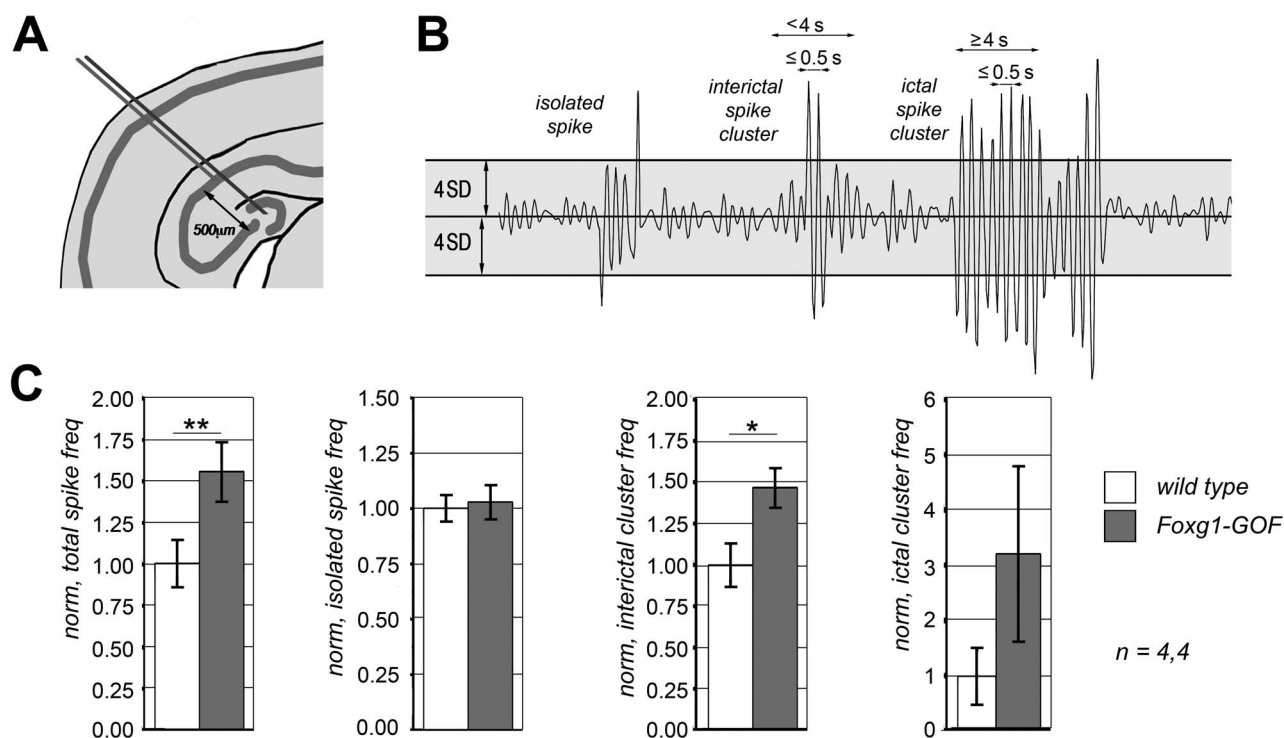 A
500µm
B
<4 s
≤0.5 s
≥4 s
≤0.5 s
isolated
spike
interictal
spike
cluster
ictal
spike
cluster
4SD
4SD
C
norm, total spike freq
2.00
1.75
1.50
1.25
1.00
0.75
0.50
0.25
0.00
**
norm, isolated spike freq
1.50
1.25
1.00
0.75
0.50
0.25
0.00
norm, interictal cluster freq
2.00
1.75
1.50
1.25
1.00
0.75
0.50
0.25
0.00
*
norm, ictal cluster freq
6
5
4
3
2
1
0
wild type
Foxg1-GOF
n = 4,4